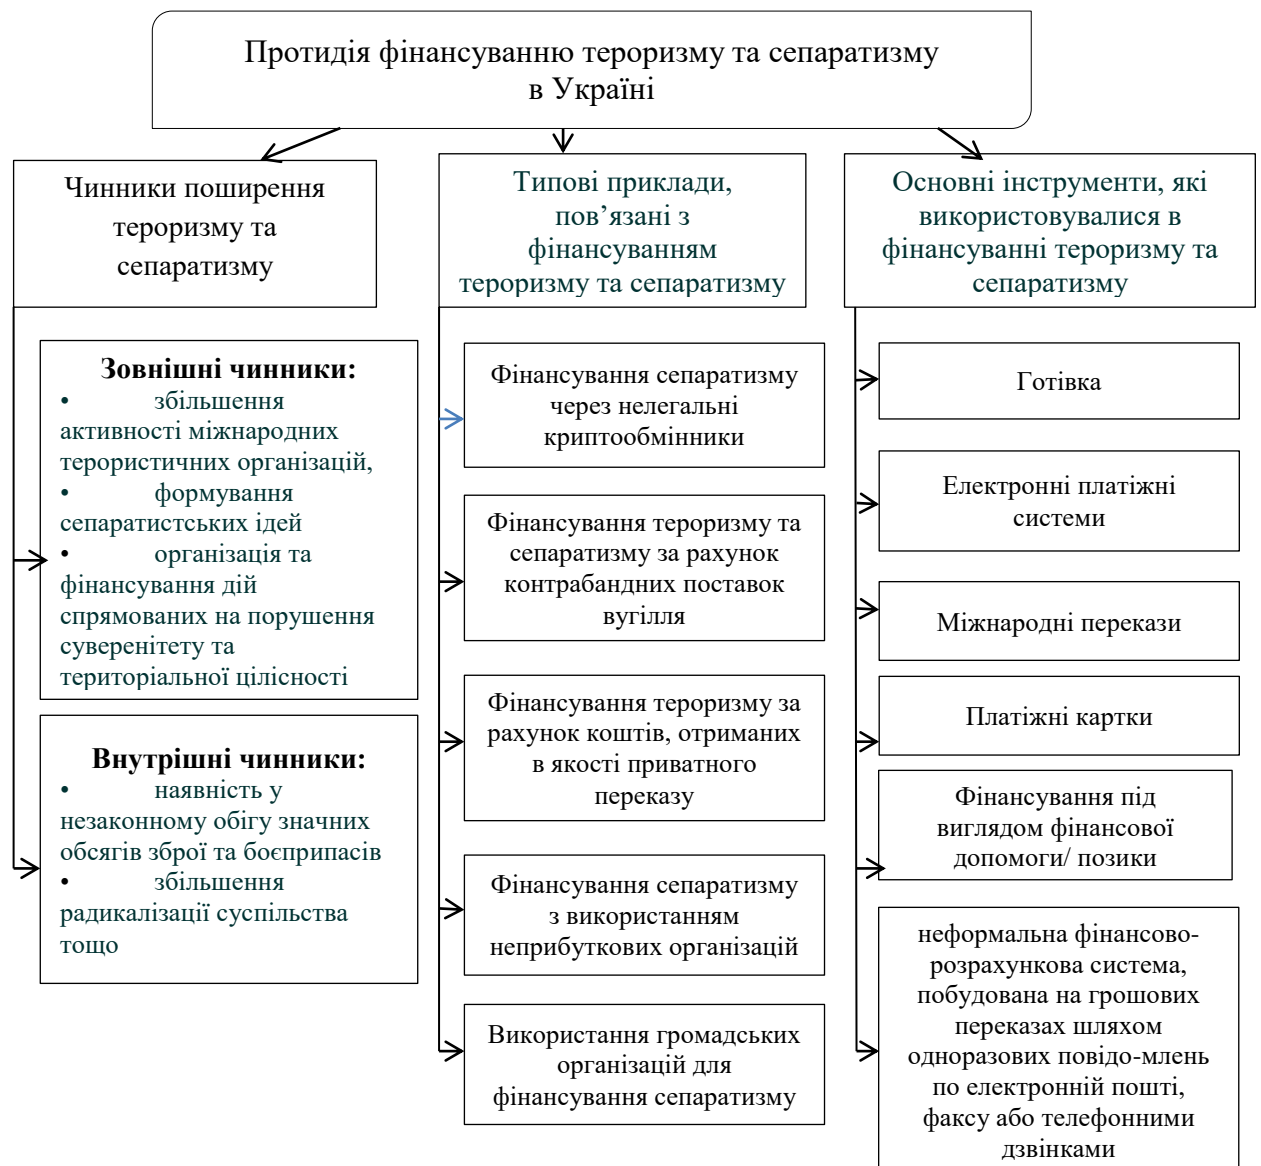 Протидія фінансуванню тероризму та сепаратизму
в Україні
Чинники поширення
тероризму та
сепаратизму
Зовнішні чинники:
• збільшення
активності міжнародних
терористичних організацій,
• формування
сепаратистських ідей
• організація та
фінансування дій
спрямованих на порушення
суверенітету та
територіальної цілісності
Внутрішні чинники:
• наявність у
незаконному обігу значних
обсягів зброї та боєприпасів
• збільшення
радикалізації суспільства
тощо
Типові приклади,
пов’язані з
фінансуванням
тероризму та сепаратизму
Фінансування сепаратизму
через нелегальні
криптообмінники
Фінансування тероризму та
сепаратизму за рахунок
контрабандних поставок
вугілля
Фінансування тероризму за
рахунок коштів, отриманих
в якості приватного
переказу
Фінансування сепаратизму
з використанням
неприбуткових організацій
Використання громадських
організацій для
фінансування сепаратизму
Основні інструменти, які
використовувалися в
фінансуванні тероризму та
сепаратизму
Готівка
Електронні платіжні
системи
Міжнародні перекази
Платіжні картки
Фінансування під
виглядом фінансової
допомоги/ позики
неформальна фінансово-
розрахункова система,
побудована на грошових
переказах шляхом
одноразових повідо-млень
по електронній пошті,
факсу або телефонними
дзвінками